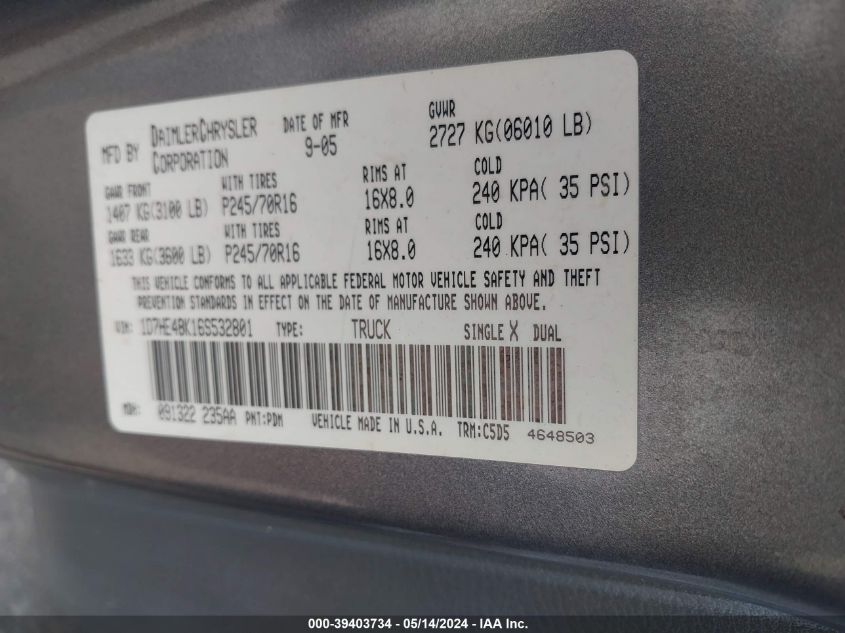 MFD BY DAIMLERCHRYSLER CORPORATION DATE OF MFR 9-05 GVWR 2727 KG(06010 LB)
GAWR FRONT WITH TIRES RIMS AT COLD
1407 KG(3100 LB) P245/70R16 16X8.0 240 KPA( 35 PSI)
GAWR REAR WITH TIRES RIMS AT COLD
1633 KG(3600 LB) P245/70R16 16X8.0 240 KPA( 35 PSI)
THIS VEHICLE CONFORMS TO ALL APPLICABLE FEDERAL MOTOR VEHICLE SAFETY AND THEFT
PREVENTION STANDARDS IN EFFECT ON THE DATE OF MANUFACTURE SHOWN ABOVE.
VIN: 1D7HE48K16S532801 TYPE: TRUCK SINGLE X DUAL
MDH: 091322 235AA PNT:PDM VEHICLE MADE IN U.S.A. TRM:C5D5 4648503
000-39403734 - 05/14/2024 - IAA Inc.